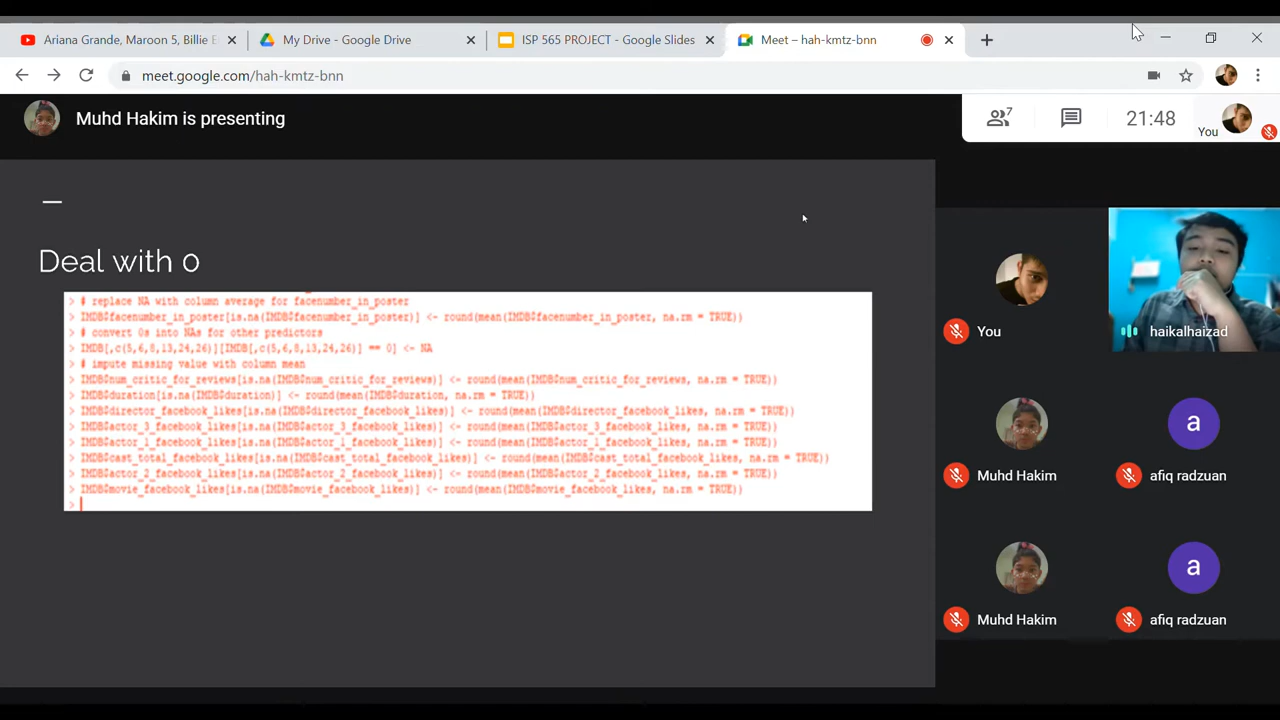 Ariana Grande, Maroon 5, Billie E
My Drive - Google Drive
ISP 565 PROJECT - Google Slides
Meet – hah-kmtz-bnn
meet.google.com/hah-kmtz-bnn
Muhd Hakim is presenting
7
21:48
You
Deal with 0
> # replace NA with column average for facenumber_in_poster
> IMDB$facenumber_in_poster[is.na(IMDB$facenumber_in_poster)] <- round(mean(IMDB$facenumber_in_poster, na.rm = TRUE))
> # convert 0s into NAs for other predictors
> IMDB[,c(5,6,8,13,24,26)][IMDB[,c(5,6,8,13,24,26)] == 0] <- NA
> # impute missing value with column mean
> IMDB$num_critic_for_reviews[is.na(IMDB$num_critic_for_reviews)] <- round(mean(IMDB$num_critic_for_reviews, na.rm = TRUE))
> IMDB$duration[is.na(IMDB$duration)] <- round(mean(IMDB$duration, na.rm = TRUE))
> IMDB$director_facebook_likes[is.na(IMDB$director_facebook_likes)] <- round(mean(IMDB$director_facebook_likes, na.rm = TRUE))
> IMDB$actor_3_facebook_likes[is.na(IMDB$actor_3_facebook_likes)] <- round(mean(IMDB$actor_3_facebook_likes, na.rm = TRUE))
> IMDB$actor_1_facebook_likes[is.na(IMDB$actor_1_facebook_likes)] <- round(mean(IMDB$actor_1_facebook_likes, na.rm = TRUE))
> IMDB$cast_total_facebook_likes[is.na(IMDB$cast_total_facebook_likes)] <- round(mean(IMDB$cast_total_facebook_likes, na.rm = TRUE))
> IMDB$actor_2_facebook_likes[is.na(IMDB$actor_2_facebook_likes)] <- round(mean(IMDB$actor_2_facebook_likes, na.rm = TRUE))
> IMDB$movie_facebook_likes[is.na(IMDB$movie_facebook_likes)] <- round(mean(IMDB$movie_facebook_likes, na.rm = TRUE))
>
You
haikalhaizad
a
Muhd Hakim
afiq radzuan
a
Muhd Hakim
afiq radzuan